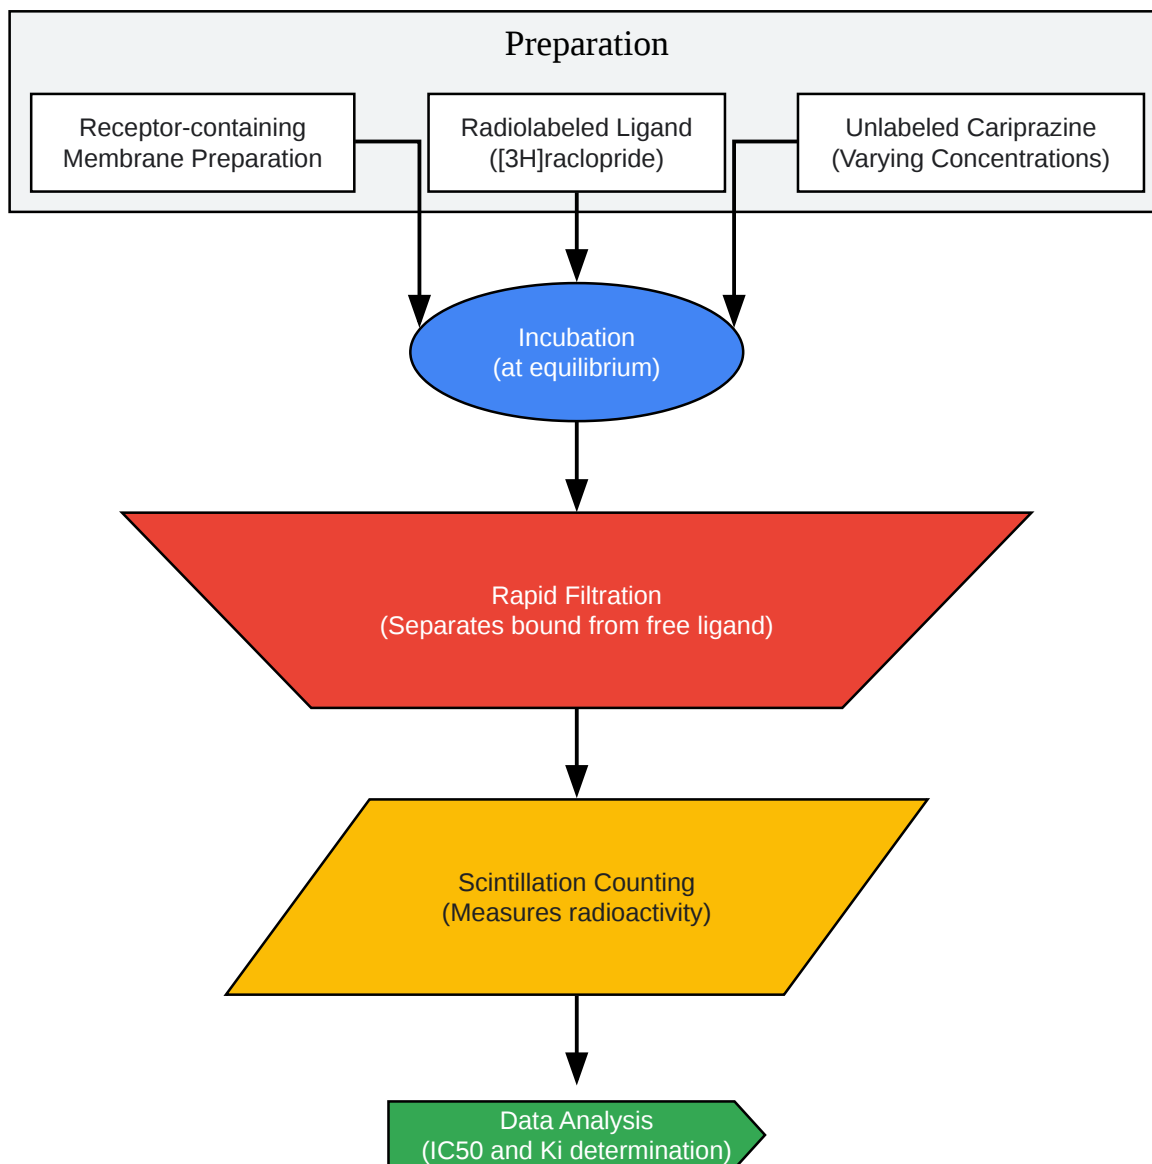 Preparation
Receptor-containing
Membrane Preparation
Radiolabeled Ligand
([3H]raclopride)
Unlabeled Cariprazine
(Varying Concentrations)
Incubation
(at equilibrium)
Rapid Filtration
(Separates bound from free ligand)
Scintillation Counting
(Measures radioactivity)
Data Analysis
(IC50 and Ki determination)